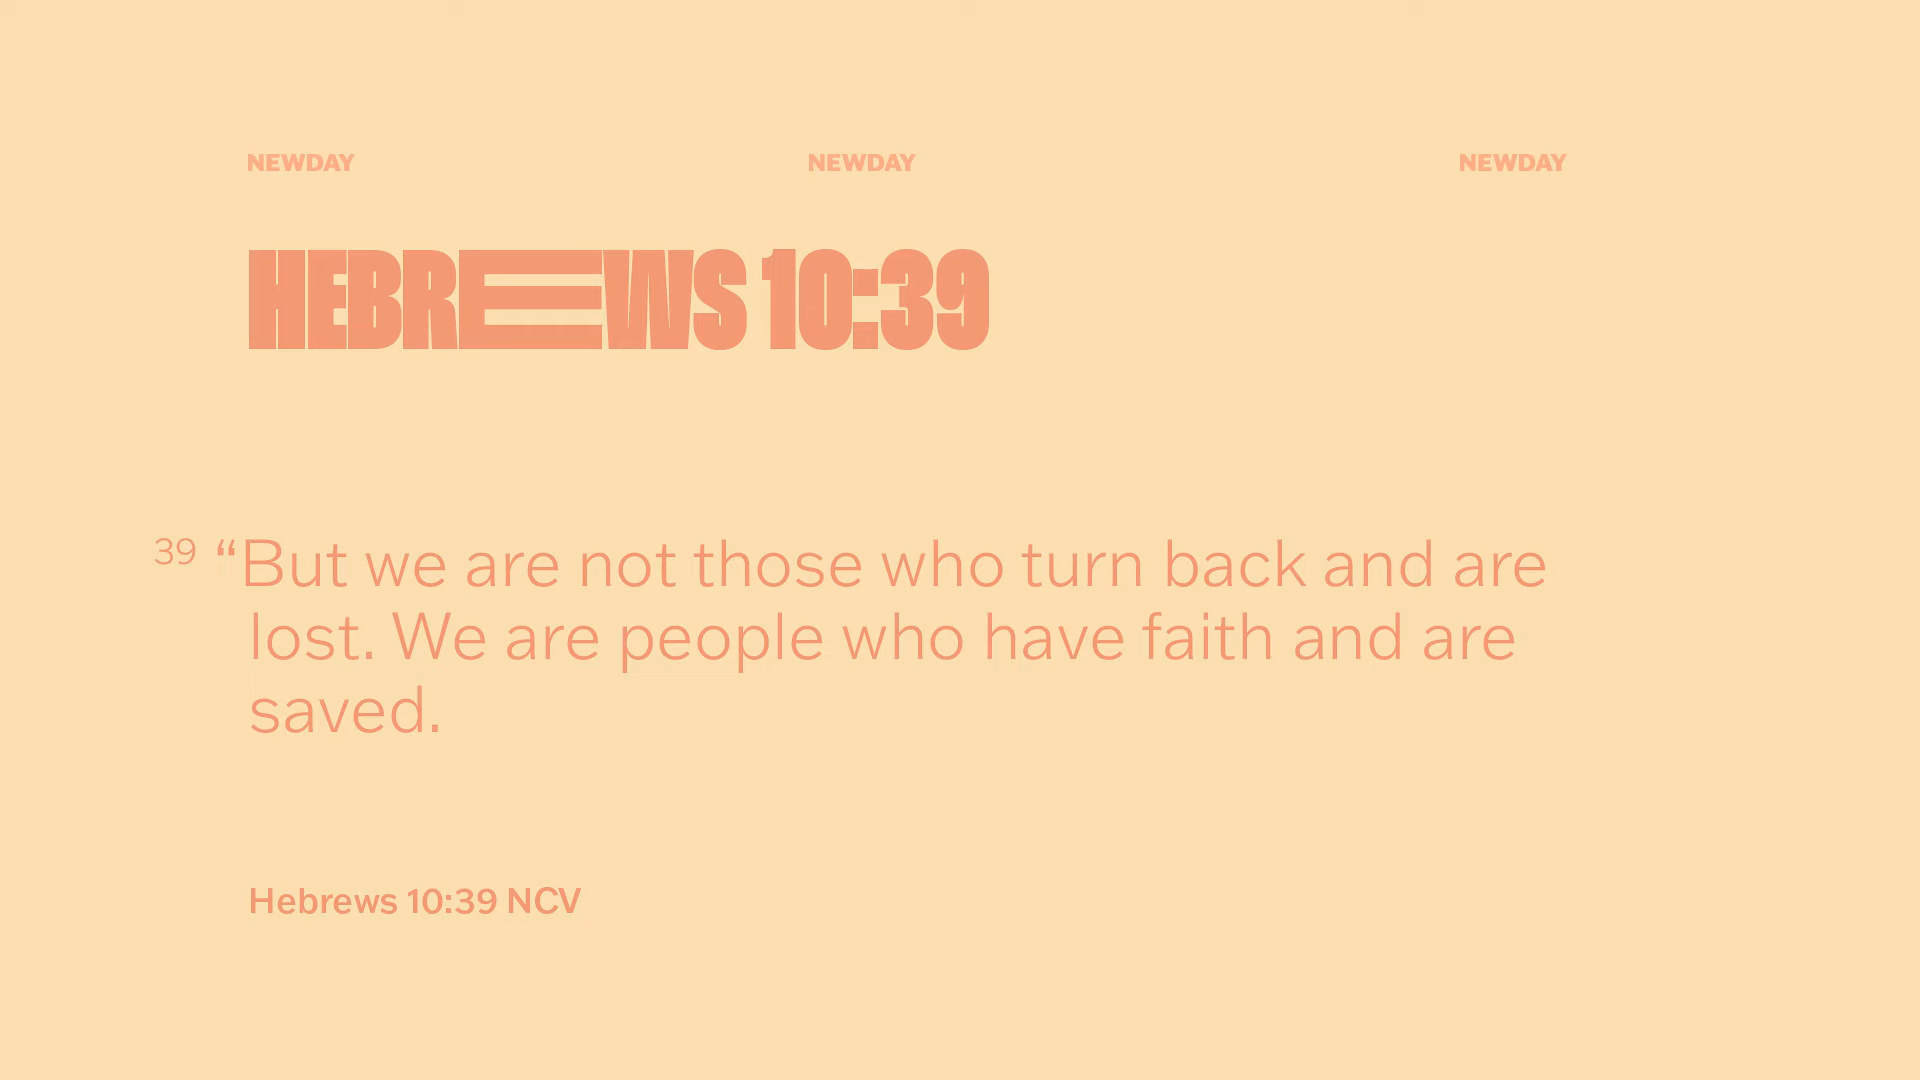 NEWDAY NEWDAY NEWDAY
HEBREWS 10:39
39 “But we are not those who turn back and are
lost. We are people who have faith and are
saved.
Hebrews 10:39 NCV